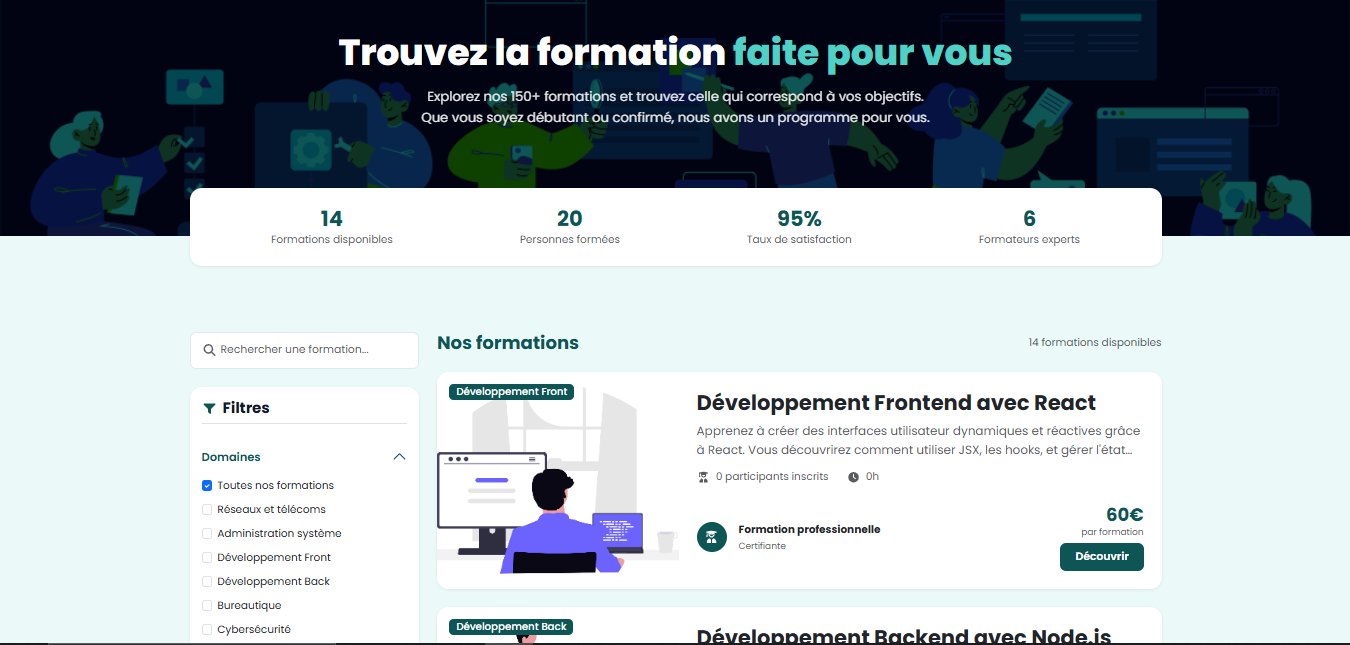 Trouvez la formation faite pour vous
Explorez nos 150+ formations et trouvez celle qui correspond à vos objectifs.
Que vous soyez débutant ou confirmé, nous avons un programme pour vous.
14
Formations disponibles
20
Personnes formées
95%
Taux de satisfaction
6
Formateurs experts
Rechercher une formation...
Filtres
Domaines
Toutes nos formations
Réseaux et télécoms
Administration système
Développement Front
Développement Back
Bureautique
Cybersécurité
Nos formations
14 formations disponibles
Développement Front
Développement Frontend avec React
Apprenez à créer des interfaces utilisateur dynamiques et réactives grâce
à React. Vous découvrirez comment utiliser JSX, les hooks, et gérer l'état...
0 participants inscrits
0h
Formation professionnelle
Certifiante
60€
par formation
Découvrir
Développement Back
Développement Backend avec Node.js